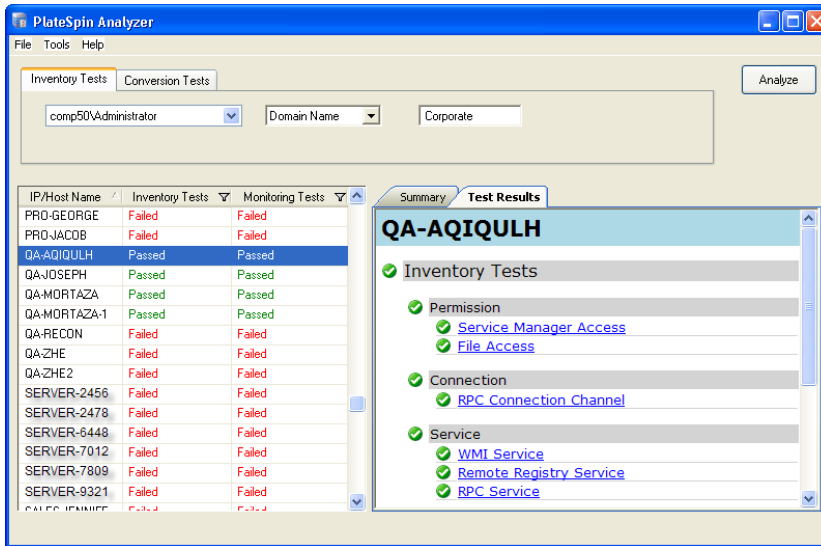 PlateSpin Analyzer
File Tools Help
Inventory Tests Conversion Tests
Analyze
comp50\Administrator Domain Name Corporate
IP/Host Name Inventory Tests Monitoring Tests
PRO-GEORGE Failed Failed
PRO-JACOB Failed Failed
QA-AQIQULH Passed Passed
QA-JOSEPH Passed Passed
QA-MORTAZA Passed Passed
QA-MORTAZA-1 Passed Passed
QA-RECON Failed Failed
QA-ZHE Failed Failed
QA-ZHE2 Failed Failed
SERVER-2456 Failed Failed
SERVER-2478 Failed Failed
SERVER-6448 Failed Failed
SERVER-7012 Failed Failed
SERVER-7809 Failed Failed
SERVER-9321 Failed Failed
Summary Test Results
QA-AQIQULH
Inventory Tests
Permission
Service Manager Access
File Access
Connection
RPC Connection Channel
Service
WMI Service
Remote Registry Service
RPC Service